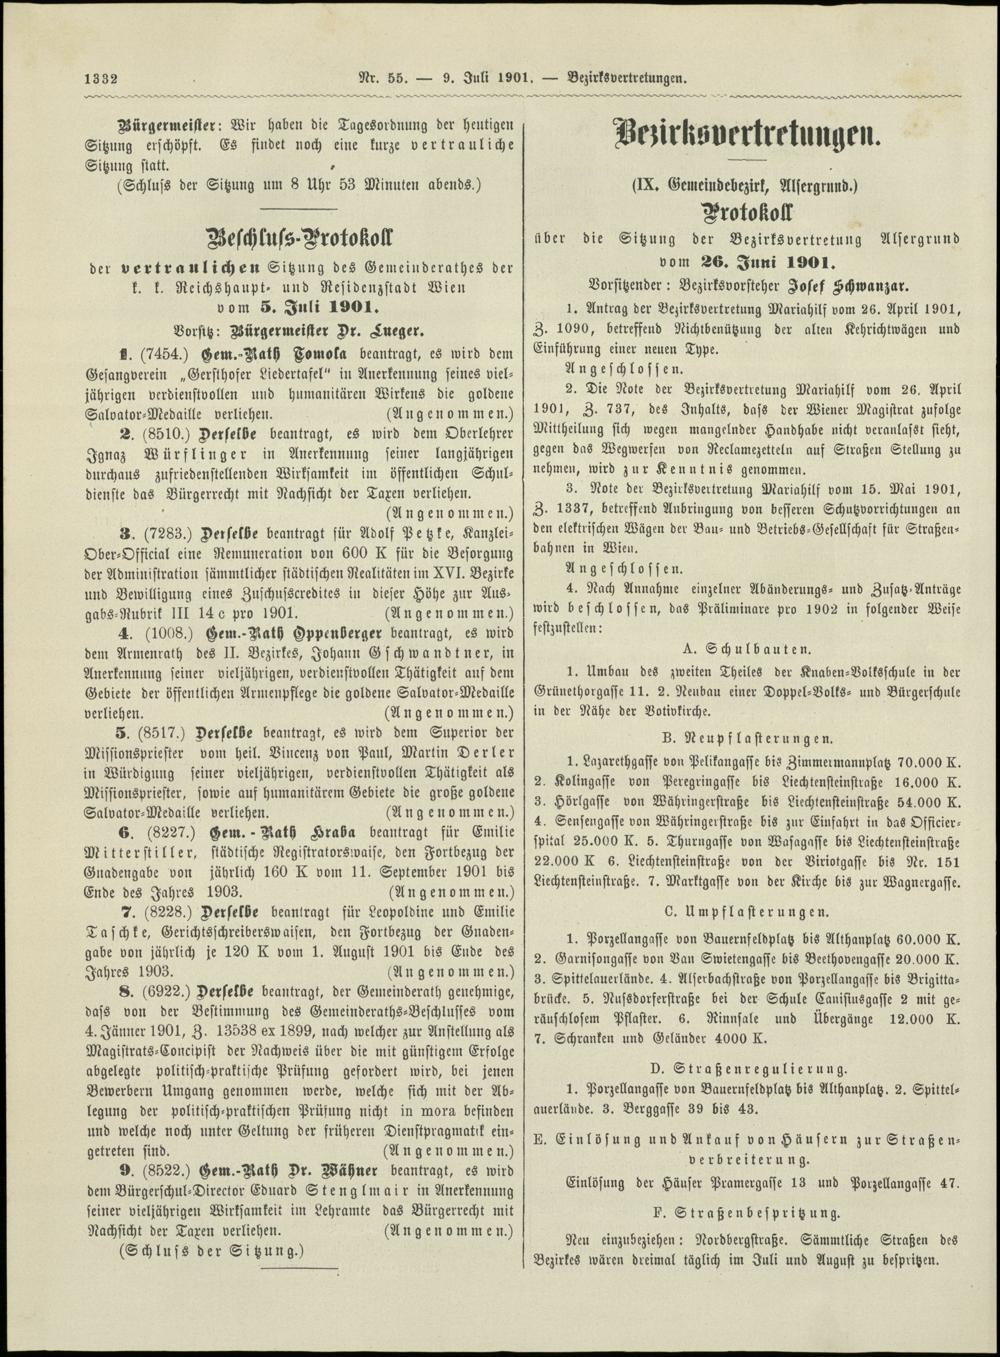 1332
Nr. 55. — 9. Juli 1901. — Bezirksvertretungen.
Bürgermeister: Wir haben die Tagesordnung der heutigen
Sitzung erschöpft. Es findet noch eine kurze vertrauliche
Sitzung statt.
(Schluss der Sitzung um 8 Uhr 53 Minuten abends.)
Beschluss-Protokoll
der vertraulichen Sitzung des Gemeinderathes der
k. k. Reichshaupt- und Residenzstadt Wien
vom 5. Juli 1901.
Vorsitz: Bürgermeister Dr. Lueger.
1. (7454.) Gem.-Rath Tomola beantragt, es wird dem
Gesangverein „Gersthofer Liedertafel" in Anerkennung seines viel-
jährigen verdienstvollen und humanitären Wirkens die goldene
Salvator-Medaille verliehen. (Angenommen.)
2. (8510.) Derselbe beantragt, es wird dem Oberlehrer
Ignaz Würflinger in Anerkennung seiner langjährigen
durchaus zufriedenstellenden Wirksamkeit im öffentlichen Schul-
dienste das Bürgerrecht mit Nachsicht der Taxen verliehen.
(Angenommen.)
3. (7283.) Derselbe beantragt für Adolf Petzke, Kanzlei-
Ober-Official eine Remuneration von 600 K für die Besorgung
der Administration sämmtlicher städtischen Realitäten im XVI. Bezirke
und Bewilligung eines Zuschusscredites in dieser Höhe zur Aus-
gabs-Rubrik III 14 c pro 1901. (Angenommen.)
4. (1008.) Gem.-Rath Oppenberger beantragt, es wird
dem Armenrath des II. Bezirkes, Johann Gschwandtner, in
Anerkennung seiner vieljährigen, verdienstvollen Thätigkeit auf dem
Gebiete der öffentlichen Armenpflege die goldene Salvator-Medaille
verliehen. (Angenommen.)
5. (8517.) Derselbe beantragt, es wird dem Superior der
Missionspriester vom heil. Vincenz von Paul, Martin Derler
in Würdigung seiner vieljährigen, verdienstvollen Thätigkeit als
Missionspriester, sowie auf humanitärem Gebiete die große goldene
Salvator-Medaille verliehen. (Angenommen.)
6. (8227.) Gem.-Rath Hraba beantragt für Emilie
Mitterstiller, städtische Registratorswaise, den Fortbezug der
Gnadengabe von jährlich 160 K vom 11. September 1901 bis
Ende des Jahres 1903. (Angenommen.)
7. (8228.) Derselbe beantragt für Leopoldine und Emilie
Taschke, Gerichtsschreiberswaisen, den Fortbezug der Gnaden-
gabe von jährlich je 120 K vom 1. August 1901 bis Ende des
Jahres 1903. (Angenommen.)
8. (6922.) Derselbe beantragt, der Gemeinderath genehmige,
dass von der Bestimmung des Gemeinderaths-Beschlusses vom
4. Jänner 1901, Z. 13538 ex 1899, nach welcher zur Anstellung als
Magistrats-Concipist der Nachweis über die mit günstigem Erfolge
abgelegte politisch-praktische Prüfung gefordert wird, bei jenen
Bewerbern Umgang genommen werde, welche sich mit der Ab-
legung der politisch-praktischen Prüfung nicht in mora befinden
und welche noch unter Geltung der früheren Dienstpragmatik ein-
getreten sind. (Angenommen.)
9. (8522.) Gem.-Rath Dr. Wähner beantragt, es wird
dem Bürgerschul-Director Eduard Stenglmair in Anerkennung
seiner vieljährigen Wirksamkeit im Lehramte das Bürgerrecht mit
Nachsicht der Taxen verliehen. (Angenommen.)
(Schluss der Sitzung.)
Bezirksvertretungen.
(IX. Gemeindebezirk, Alsergrund.)
Protokoll
über die Sitzung der Bezirksvertretung Alsergrund
vom 26. Juni 1901.
Vorsitzender: Bezirksvorsteher Josef Schwanzar.
1. Antrag der Bezirksvertretung Mariahilf vom 26. April 1901,
Z. 1090, betreffend Nichtbenützung der alten Kehrichtwägen und
Einführung einer neuen Type.
Angeschlossen.
2. Die Note der Bezirksvertretung Mariahilf vom 26. April
1901, Z. 737, des Inhalts, dass der Wiener Magistrat zufolge
Mittheilung sich wegen mangelnder Handhabe nicht veranlasst sieht,
gegen das Wegwerfen von Reclamezetteln auf Straßen Stellung zu
nehmen, wird zur Kenntnis genommen.
3. Note der Bezirksvertretung Mariahilf vom 15. Mai 1901,
Z. 1337, betreffend Anbringung von besseren Schutzvorrichtungen an
den elektrischen Wägen der Bau- und Betriebs-Gesellschaft für Straßen-
bahnen in Wien.
Angeschlossen.
4. Nach Annahme einzelner Abänderungs- und Zusatz-Anträge
wird beschlossen, das Präliminare pro 1902 in folgender Weise
festzustellen:
A. Schulbauten.
1. Umbau des zweiten Theiles der Knaben-Volksschule in der
Grünethorgasse 11. 2. Neubau einer Doppel-Volks- und Bürgerschule
in der Nähe der Votivkirche.
B. Neupflasterungen.
1. Lazarethgasse von Pelikangasse bis Zimmermannplatz 70.000 K.
2. Kolingasse von Peregringasse bis Liechtensteinstraße 16.000 K.
3. Hörlgasse von Währingerstraße bis Liechtensteinstraße 54.000 K.
4. Sensengasse von Währingerstraße bis zur Einfahrt in das Officier-
spital 25.000 K. 5. Thurngasse von Wasagasse bis Liechtensteinstraße
22.000 K 6. Liechtensteinstraße von der Viriotgasse bis Nr. 151
Liechtensteinstraße. 7. Marktgasse von der Kirche bis zur Wagnergasse.
C. Umpflasterungen.
1. Porzellangasse von Bauernfeldplatz bis Althanplatz 60.000 K.
2. Garnisongasse von Van Swietengasse bis Beethovengasse 20.000 K.
3. Spittelauerlände. 4. Alserbachstraße von Porzellangasse bis Brigitta-
brücke. 5. Nussdorferstraße bei der Schule Canisiusgasse 2 mit ge-
räuschlosem Pflaster. 6. Rinnsale und Übergänge 12.000 K.
7. Schranken und Geländer 4000 K.
D. Straßenregulierung.
1. Porzellangasse von Bauernfeldplatz bis Althanplatz. 2. Spittel-
auerlände. 3. Berggasse 39 bis 43.
E. Einlösung und Ankauf von Häusern zur Straßen-
verbreiterung.
Einlösung der Häuser Pramergasse 13 und Porzellangasse 47.
F. Straßenbespritzung.
Neu einzubeziehen: Nordbergstraße. Sämmtliche Straßen des
Bezirkes wären dreimal täglich im Juli und August zu bespritzen.